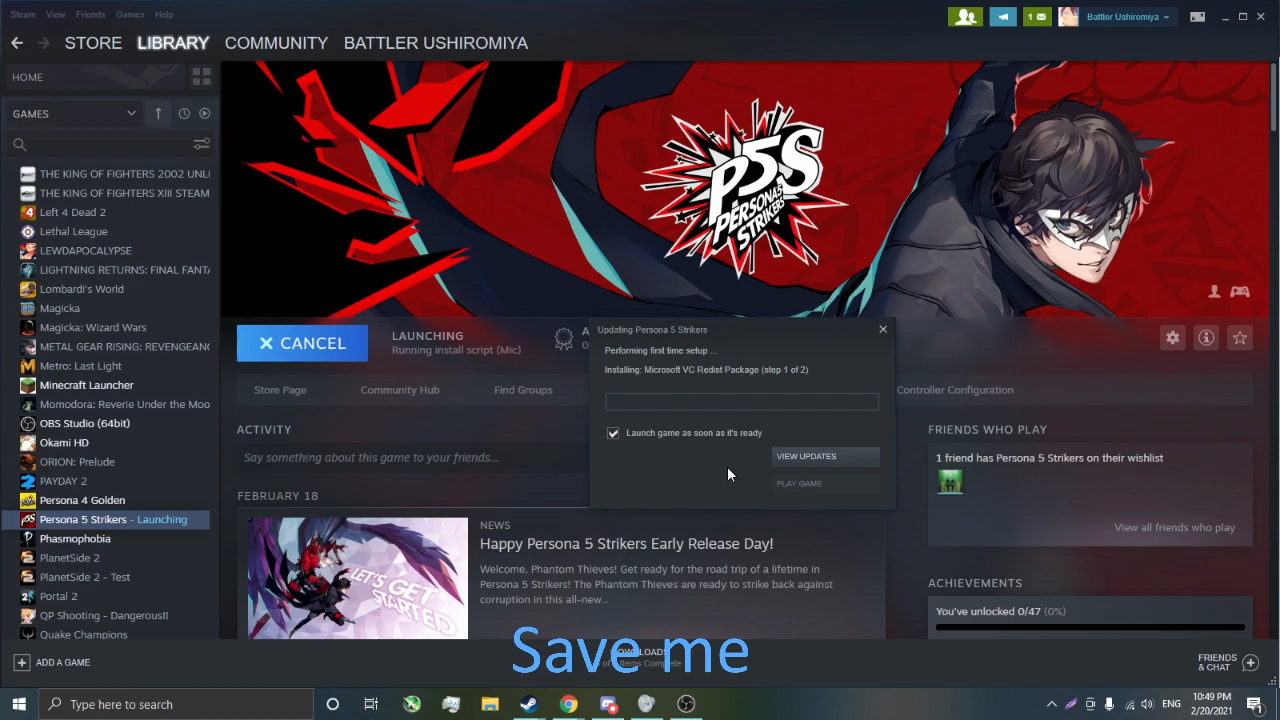 Steam View Friends Games Help
1
Battler Ushiromiya
STORE LIBRARY COMMUNITY BATTLER USHIROMIYA
HOME
GAMES
THE KING OF FIGHTERS 2002 UNLI
THE KING OF FIGHTERS XIII STEAM
Left 4 Dead 2
Lethal League
LEWDAPOCALYPSE
LIGHTNING RETURNS: FINAL FANTA
Lombardi's World
Magicka
Magicka: Wizard Wars
METAL GEAR RISING: REVENGEANC
Metro: Last Light
Minecraft Launcher
Momodora: Reverie Under the Moo
OBS Studio (64bit)
Okami HD
ORION: Prelude
PAYDAY 2
Persona 4 Golden
Persona 5 Strikers - Launching
Phasmophobia
PlanetSide 2
PlanetSide 2 - Test
Portal 2
QP Shooting - Dangerous!!
Quake Champions
ADD A GAME
P5S
PERSONA5
STRIKERS
CANCEL
LAUNCHING
Running install script (Mic)
Updating Persona 5 Strikers
Performing first time setup ...
Installing: Microsoft VC Redist Package (step 1 of 2)
Launch game as soon as it's ready
VIEW UPDATES
PLAY GAME
Store Page Community Hub Find Groups Controller Configuration
ACTIVITY
Say something about this game to your friends...
FEBRUARY 18
LET'S GET
STARTED
NEWS
Happy Persona 5 Strikers Early Release Day!
Welcome, Phantom Thieves! Get ready for the road trip of a lifetime in
Persona 5 Strikers! The Phantom Thieves are ready to strike back against
corruption in this all-new...
FRIENDS WHO PLAY
1 friend has Persona 5 Strikers on their wishlist
View all friends who play
ACHIEVEMENTS
You've unlocked 0/47 (0%)
Save me
FRIENDS
& CHAT
Type here to search
ENG
10:49 PM
2/20/2021
1